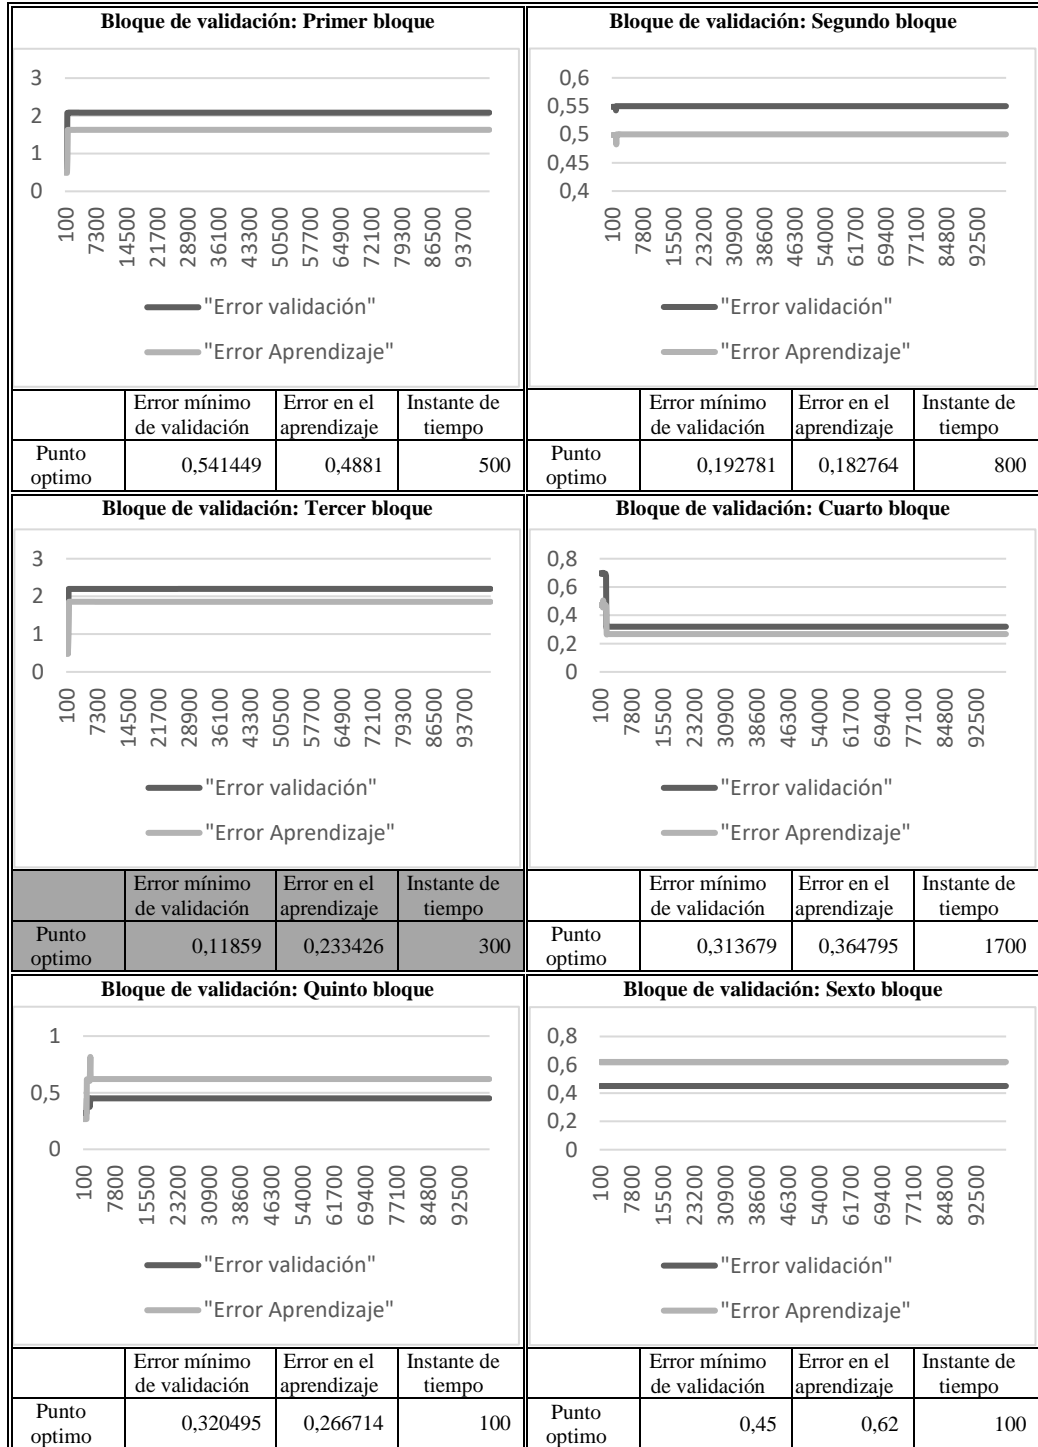 Bloque de validación: Primer bloque
3
2
1
0
100
7300
14500
21700
28900
36100
43300
50500
57700
64900
72100
79300
86500
93700
"Error validación"
"Error Aprendizaje"
Error mínimo de validación
Error en el aprendizaje
Instante de tiempo
Punto optimo
0,541449
0,4881
500
Bloque de validación: Segundo bloque
0,6
0,55
0,5
0,45
0,4
100
7800
15500
23200
30900
38600
46300
54000
61700
69400
77100
84800
92500
"Error validación"
"Error Aprendizaje"
Error mínimo de validación
Error en el aprendizaje
Instante de tiempo
Punto optimo
0,192781
0,182764
800
Bloque de validación: Tercer bloque
3
2
1
0
100
7300
14500
21700
28900
36100
43300
50500
57700
64900
72100
79300
86500
93700
"Error validación"
"Error Aprendizaje"
Error mínimo de validación
Error en el aprendizaje
Instante de tiempo
Punto optimo
0,11859
0,233426
300
Bloque de validación: Cuarto bloque
0,8
0,6
0,4
0,2
0
100
7800
15500
23200
30900
38600
46300
54000
61700
69400
77100
84800
92500
"Error validación"
"Error Aprendizaje"
Error mínimo de validación
Error en el aprendizaje
Instante de tiempo
Punto optimo
0,313679
0,364795
1700
Bloque de validación: Quinto bloque
1
0,5
0
100
7800
15500
23200
30900
38600
46300
54000
61700
69400
77100
84800
92500
"Error validación"
"Error Aprendizaje"
Error mínimo de validación
Error en el aprendizaje
Instante de tiempo
Punto optimo
0,320495
0,266714
100
Bloque de validación: Sexto bloque
0,8
0,6
0,4
0,2
0
100
7800
15500
23200
30900
38600
46300
54000
61700
69400
77100
84800
92500
"Error validación"
"Error Aprendizaje"
Error mínimo de validación
Error en el aprendizaje
Instante de tiempo
Punto optimo
0,45
0,62
100